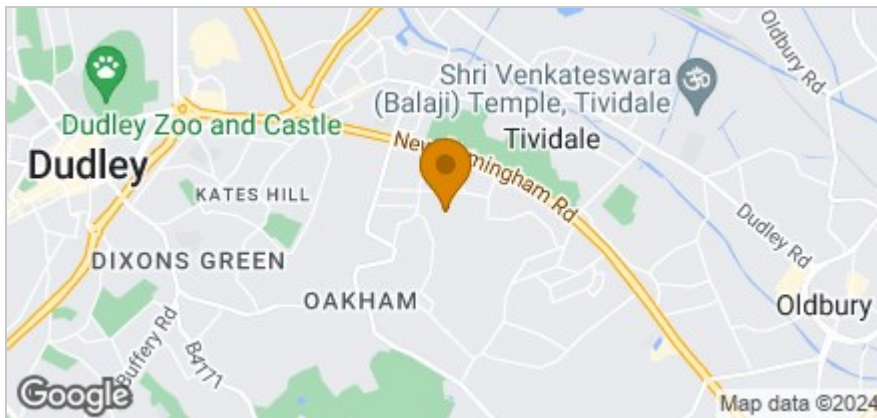 Oldbury Rd
Shri Venkateswara
(Balaji) Temple, Tividale
Dudley Zoo and Castle
Tividale
New Birmingham Rd
Dudley
KATES HILL
Dudley Rd
DIXONS GREEN
OAKHAM
Oldbury
Buffery Rd
B4171
Google
Map data ©2024